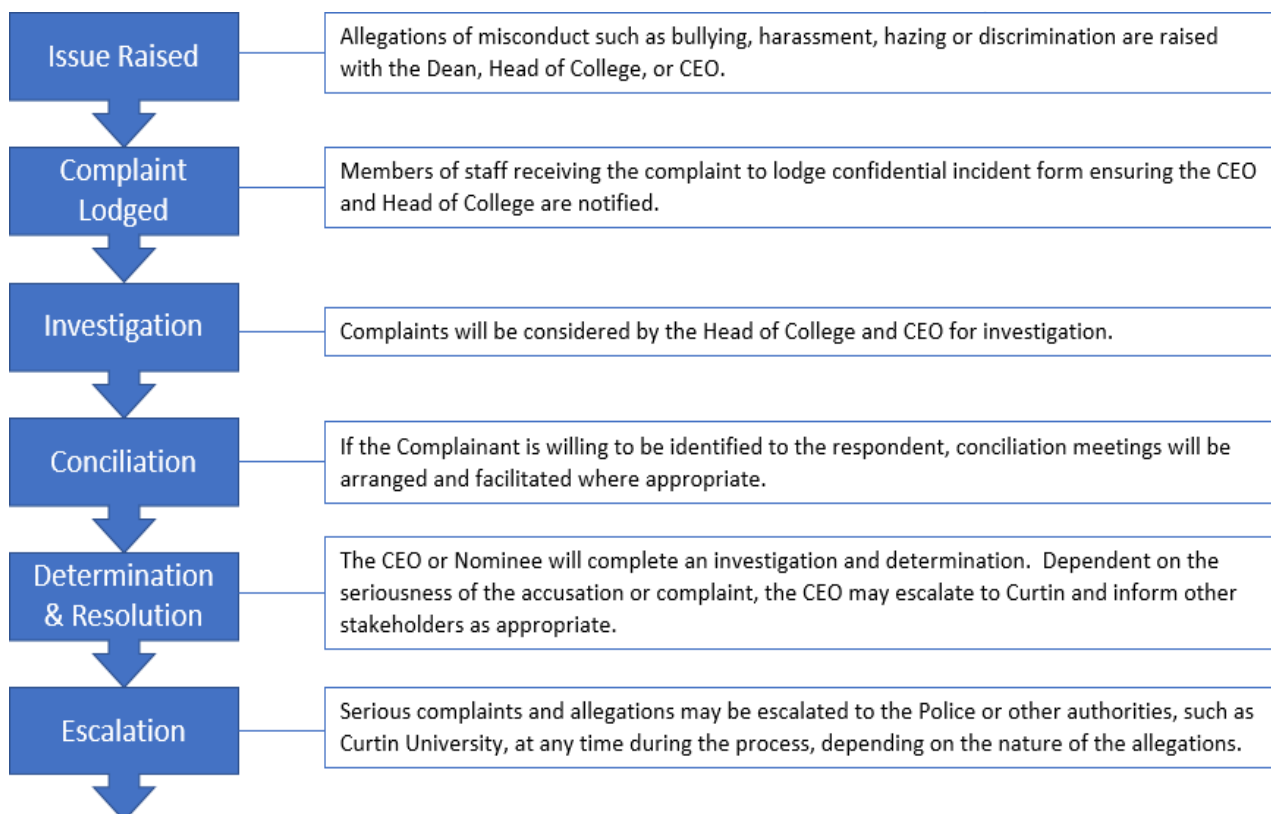 Issue Raised
Allegations of misconduct such as bullying, harassment, hazing or discrimination are raised
with the Dean, Head of College, or CEO.
Complaint
Lodged
Members of staff receiving the complaint to lodge confidential incident form ensuring the CEO
and Head of College are notified.
Investigation
Complaints will be considered by the Head of College and CEO for investigation.
Conciliation
If the Complainant is willing to be identified to the respondent, conciliation meetings will be
arranged and facilitated where appropriate.
Determination
& Resolution
The CEO or Nominee will complete an investigation and determination.  Dependent on the
seriousness of the accusation or complaint, the CEO may escalate to Curtin and inform other
stakeholders as appropriate.
Escalation
Serious complaints and allegations may be escalated to the Police or other authorities, such as
Curtin University, at any time during the process, depending on the nature of the allegations.